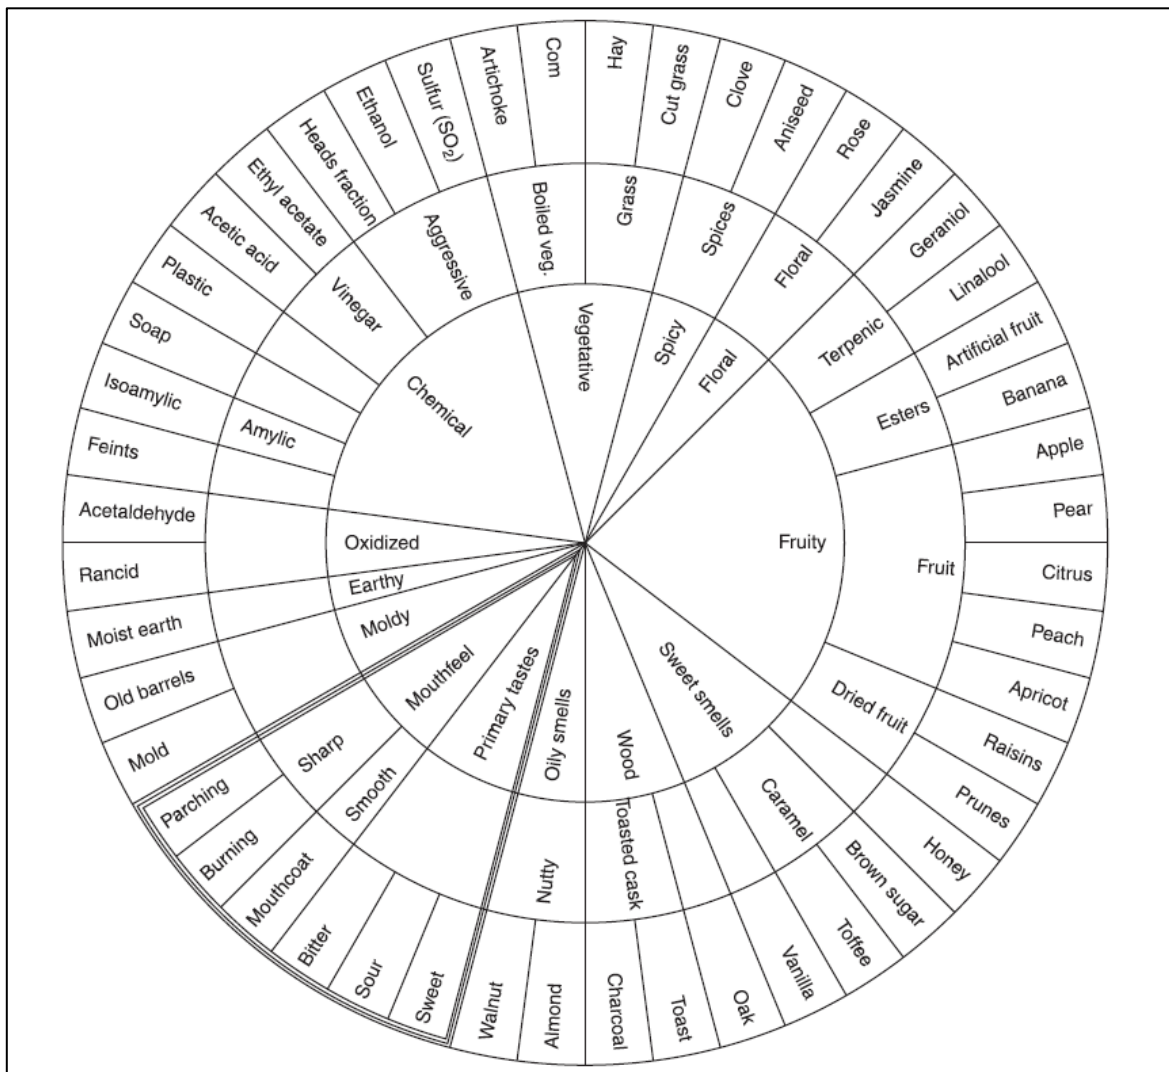 Com
Hay
Cut grass
Clove
Aniseed
Rose
Jasmine
Geraniol
Linalool
Artificial fruit
Banana
Apple
Pear
Citrus
Peach
Apricot
Raisins
Prunes
Honey
Brown sugar
Toffee
Vanilla
Oak
Toast
Charcoal
Almond
Walnut
Sweet
Sour
Bitter
Mouthcoat
Burning
Parching
Mold
Old barrels
Moist earth
Rancid
Acetaldehyde
Feints
Isoamylic
Soap
Plastic
Acetic acid
Ethyl acetate
Heads fraction
Ethanol
Sulfur (SO₂)
Artichoke
Boiled veg.
Grass
Spices
Floral
Terpenic
Esters
Fruit
Dried fruit
Caramel
Toasted cask
Nutty
Smooth
Sharp
Amylic
Vinegar
Aggressive
Vegetative
Spicy
Floral
Fruity
Sweet smells
Wood
Oily smells
Primary tastes
Mouthfeel
Moldy
Earthy
Oxidized
Chemical